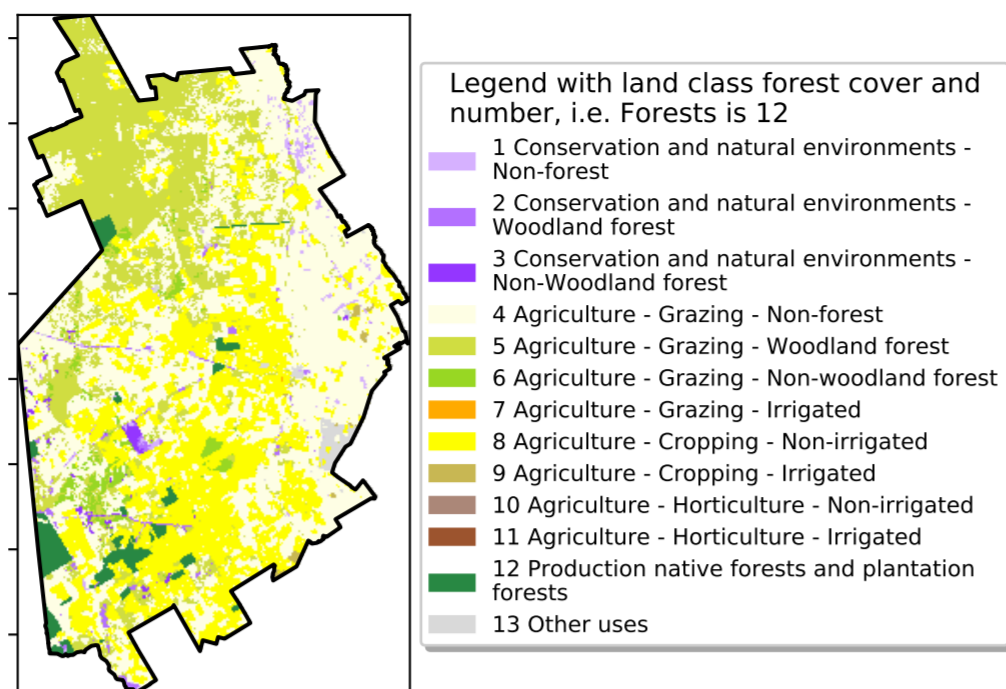 Legend with land class forest cover and
number, i.e. Forests is 12
1 Conservation and natural environments -
Non-forest
2 Conservation and natural environments -
Woodland forest
3 Conservation and natural environments -
Non-Woodland forest
4 Agriculture - Grazing - Non-forest
5 Agriculture - Grazing - Woodland forest
6 Agriculture - Grazing - Non-woodland forest
7 Agriculture - Grazing - Irrigated
8 Agriculture - Cropping - Non-irrigated
9 Agriculture - Cropping - Irrigated
10 Agriculture - Horticulture - Non-irrigated
11 Agriculture - Horticulture - Irrigated
12 Production native forests and plantation
forests
13 Other uses